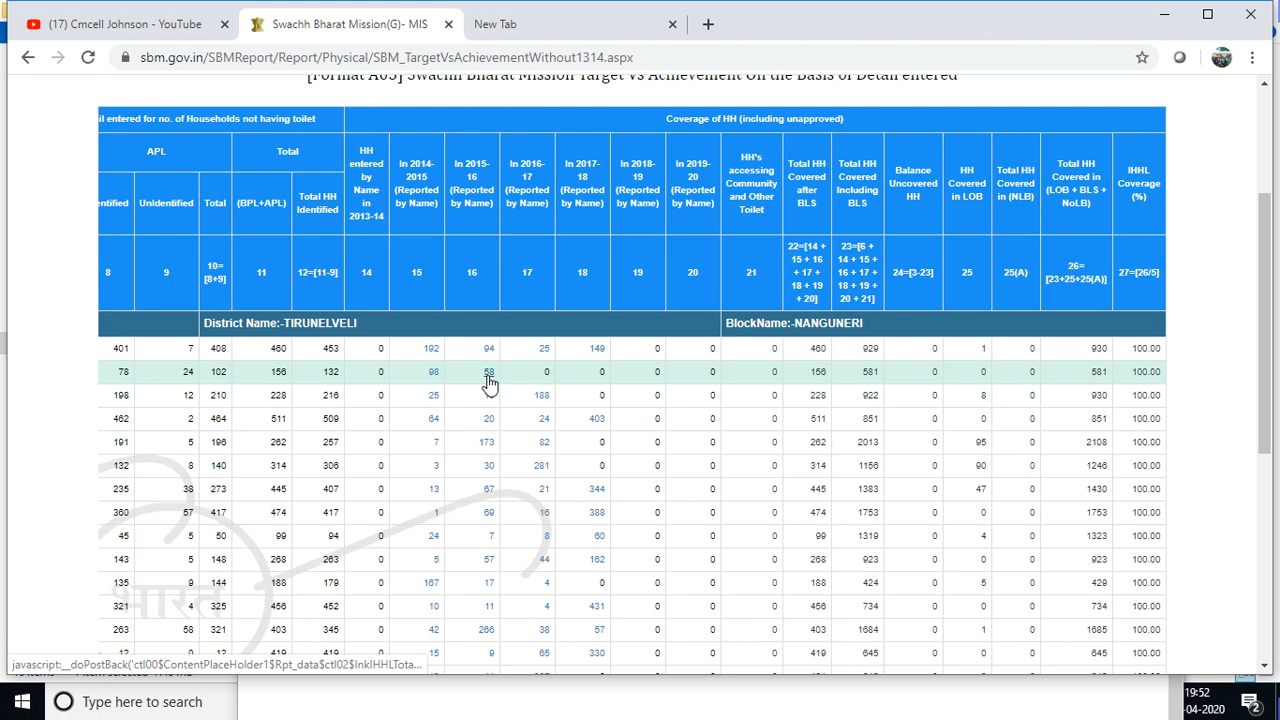 (17) Cmcell Johnson - YouTube
Swachh Bharat Mission(G)- MIS
New Tab
sbm.gov.in/SBMReport/Report/Physical/SBM_TargetVsAchievementWithout1314.aspx
[Format A03] Swachh Bharat Mission Target Vs Achievement On the Basis of Detail entered
il entered for no. of Households not having toilet
Coverage of HH (including unapproved)
APL
Total
HH entered by Name in 2013-14
In 2014-2015 (Reported by Name)
In 2015-16 (Reported by Name)
In 2016-17 (Reported by Name)
In 2017-18 (Reported by Name)
In 2018-19 (Reported by Name)
In 2019-20 (Reported by Name)
HH's accessing Community and Other Toilet
Total HH Covered after BLS
Total HH Covered Including BLS
Balance Uncovered HH
HH Covered in LOB
Total HH Covered in (NLB)
Total HH Covered in (LOB + BLS + NoLB)
IHHL Coverage (%)
entified UnIdentified Total (BPL+APL) Total HH Identified
8 9 10=[8+9] 11 12=[11-9] 14 15 16 17 18 19 20 21 22=[14 + 15 + 16 + 17 + 18 + 19 + 20] 23=[6 + 14 + 15 + 16 + 17 + 18 + 19 + 20 + 21] 24=[3-23] 25 25(A) 26=[23+25+25(A)] 27=[26/5]
District Name:-TIRUNELVELI BlockName:-NANGUNERI
401 7 408 460 453 0 192 94 25 149 0 0 0 460 929 0 1 0 930 100.00
78 24 102 156 132 0 98 58 0 0 0 0 0 156 581 0 0 0 581 100.00
198 12 210 228 216 0 25 188 0 0 0 0 228 922 0 8 0 930 100.00
462 2 464 511 509 0 64 20 24 403 0 0 0 511 851 0 0 0 851 100.00
191 5 196 262 257 0 7 173 82 0 0 0 0 262 2013 0 95 0 2108 100.00
132 8 140 314 306 0 3 30 281 0 0 0 0 314 1156 0 90 0 1246 100.00
235 38 273 445 407 0 13 67 21 344 0 0 0 445 1383 0 47 0 1430 100.00
360 57 417 474 417 0 1 69 16 388 0 0 0 474 1753 0 0 0 1753 100.00
45 5 50 99 94 0 24 7 8 60 0 0 0 99 1319 0 4 0 1323 100.00
143 5 148 268 263 0 5 57 44 162 0 0 0 268 923 0 0 0 923 100.00
135 9 144 188 179 0 167 17 4 0 0 0 0 188 424 0 5 0 429 100.00
321 4 325 456 452 0 10 11 4 431 0 0 0 456 734 0 0 0 734 100.00
263 58 321 403 345 0 42 266 38 57 0 0 0 403 1684 0 1 0 1685 100.00
12 0 12 419 419 0 15 9 65 330 0 0 0 419 645 0 0 0 645 100.00
भारत
javascript:__doPostBack('ctl00$ContentPlaceHolder1$Rpt_data$ctl02$lnkIHHLTota...
Type here to search
19:52
-04-2020
2